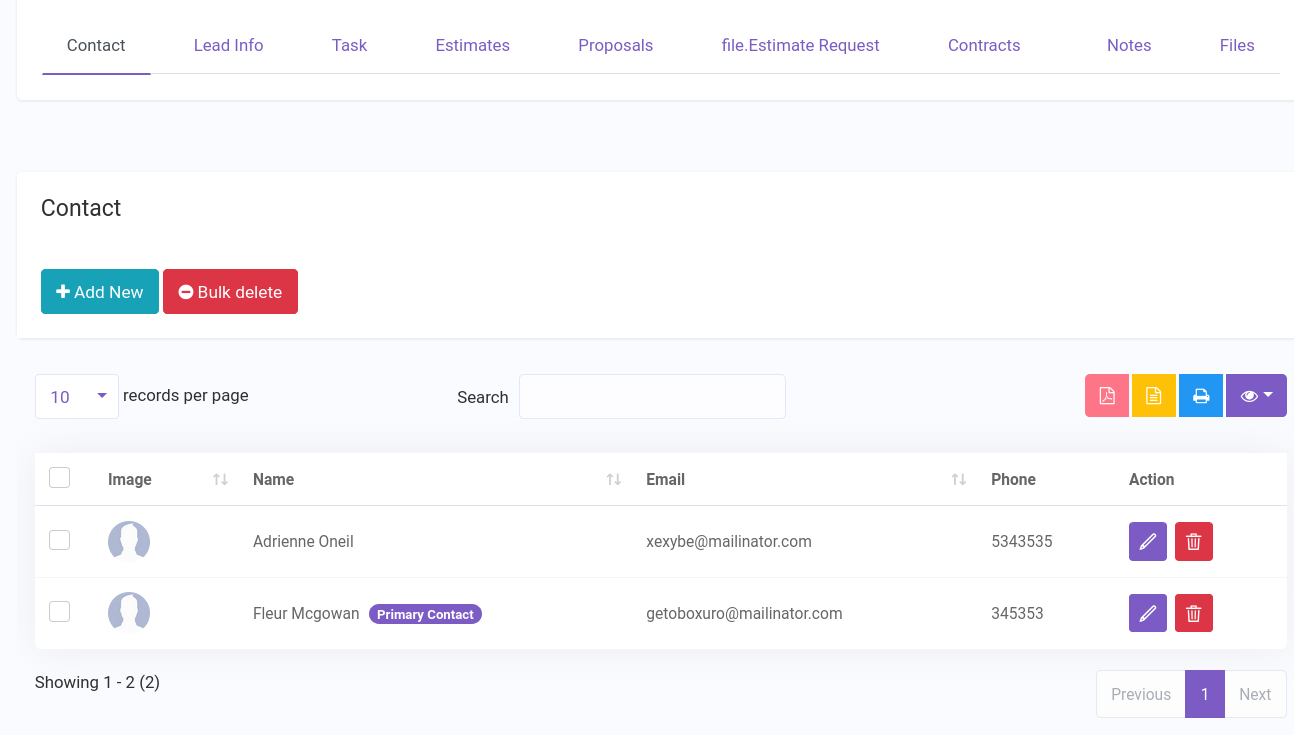 Contact Lead Info Task Estimates Proposals file.Estimate Request Contracts Notes Files
Contact
Add New Bulk delete
10 records per page Search
Image Name Email Phone Action
Adrienne Oneil xexybe@mailinator.com 5343535
Fleur Mcgowan Primary Contact getoboxuro@mailinator.com 345353
Showing 1 - 2 (2) Previous 1 Next